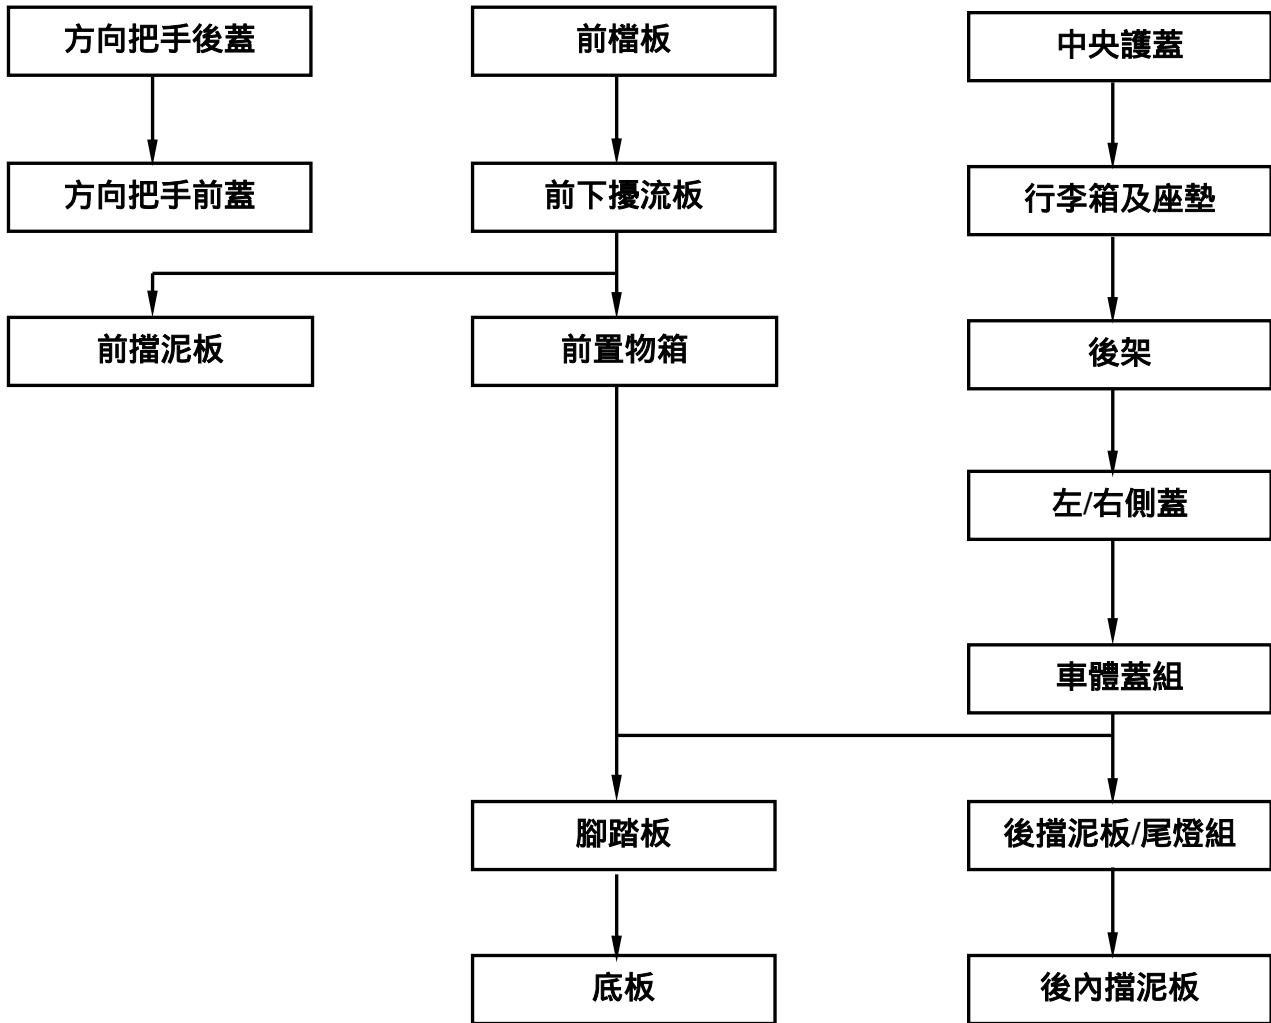 方向把手後蓋
前檔板
中央護蓋
方向把手前蓋
前下擾流板
行李箱及座墊
前擋泥板
前置物箱
後架
左/右側蓋
車體蓋組
腳踏板
後擋泥板/尾燈組
底板
後內擋泥板